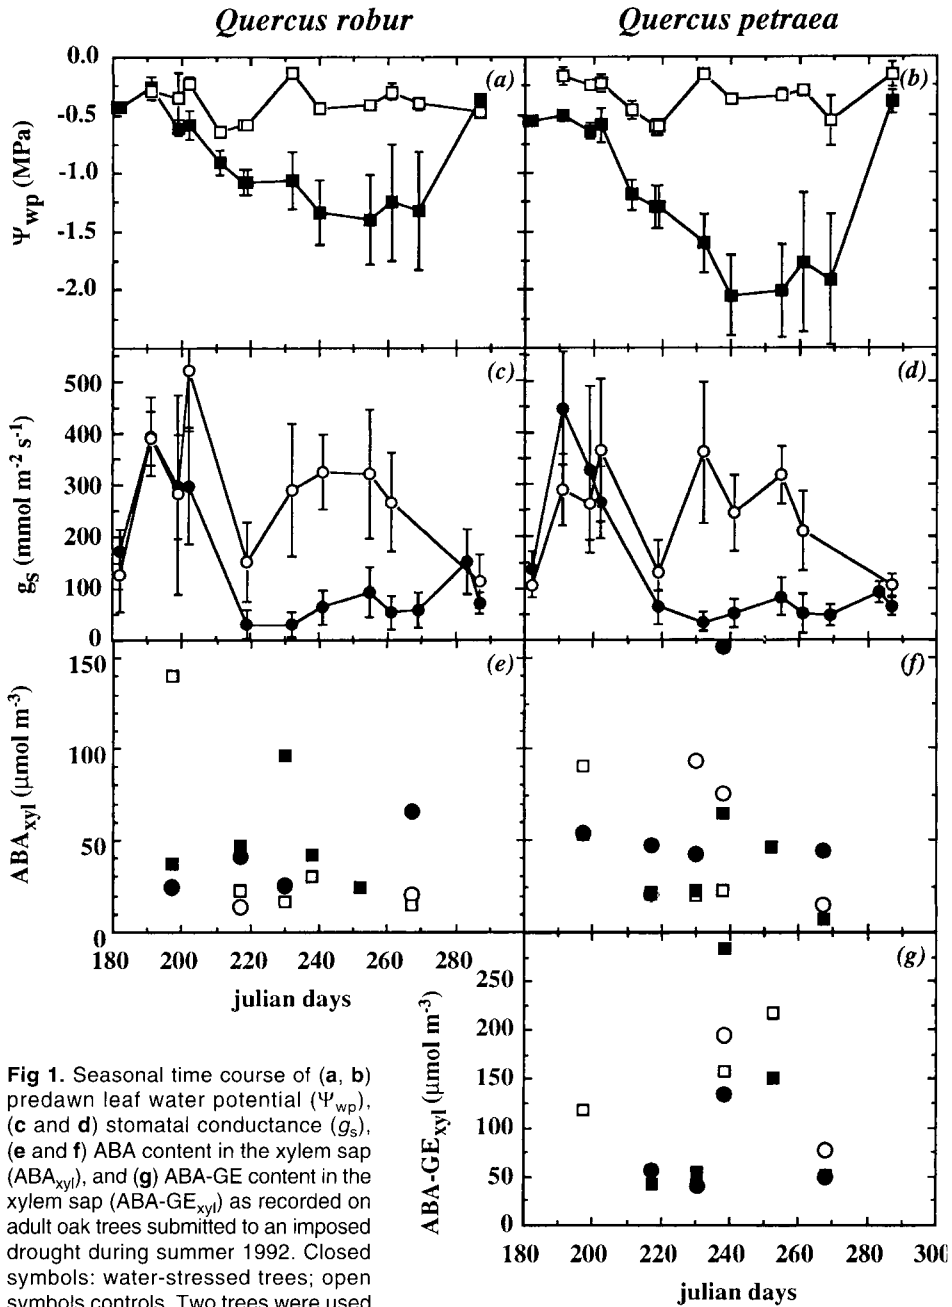 Quercus robur
Quercus petraea
0.0
-0.5
-1.0
-1.5
-2.0
Ψwp (MPa)
(a)
(b)
500
400
300
200
100
0
gs (mmol m-2 s-1)
(c)
(d)
150
100
50
0
ABAxyl (µmol m-3)
(e)
(f)
180 200 220 240 260 280
julian days
250
200
150
100
50
0
ABA-GExyl (µmol m-3)
(g)
180 200 220 240 260 280 300
julian days
Fig 1. Seasonal time course of (a, b)
predawn leaf water potential (Ψwp),
(c and d) stomatal conductance (gs),
(e and f) ABA content in the xylem sap
(ABAxyl), and (g) ABA-GE content in the
xylem sap (ABA-GExyl) as recorded on
adult oak trees submitted to an imposed
drought during summer 1992. Closed
symbols: water-stressed trees; open
symbols controls. Two trees were used